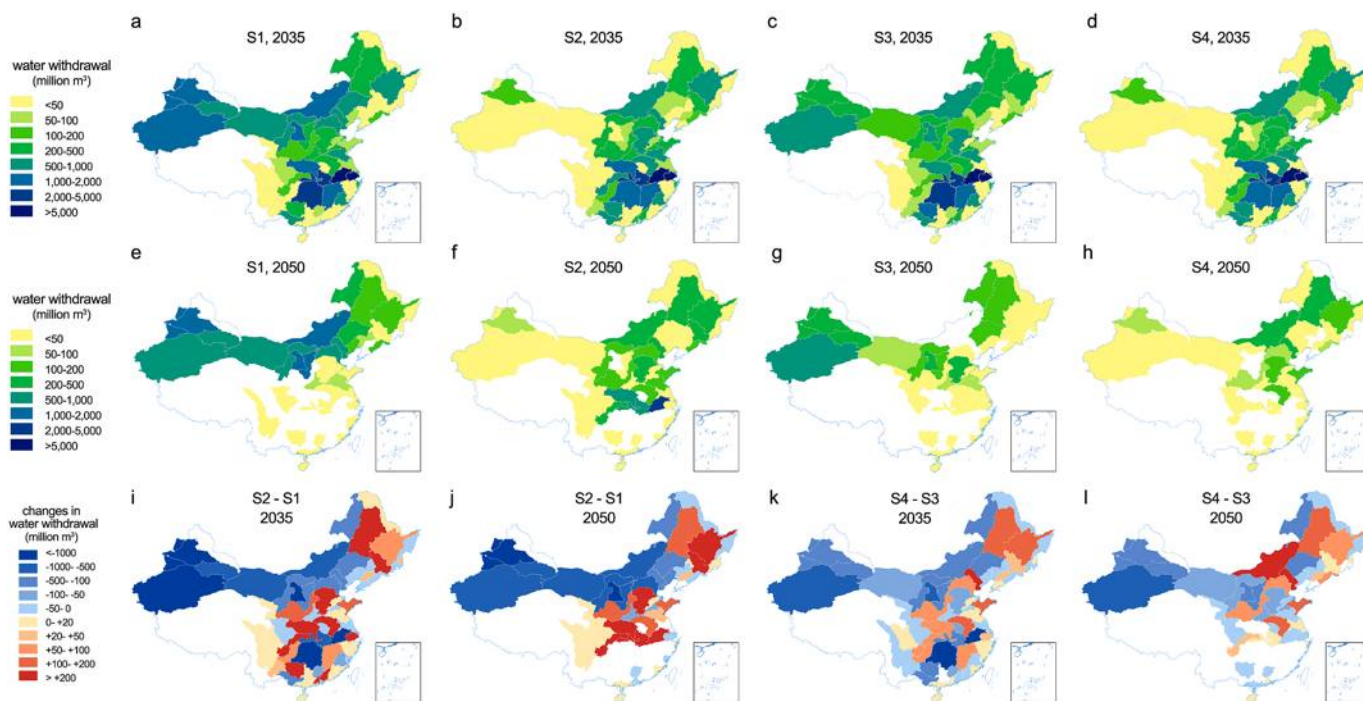 a
S1, 2035
b
S2, 2035
c
S3, 2035
d
S4, 2035
water withdrawal
(million m³)
<50
50-100
100-200
200-500
500-1,000
1,000-2,000
2,000-5,000
>5,000
e
S1, 2050
f
S2, 2050
g
S3, 2050
h
S4, 2050
water withdrawal
(million m³)
<50
50-100
100-200
200-500
500-1,000
1,000-2,000
2,000-5,000
>5,000
i
S2 - S1
2035
j
S2 - S1
2050
k
S4 - S3
2035
l
S4 - S3
2050
changes in
water withdrawal
(million m³)
<-1000
-1000- -500
-500- -100
-100- -50
-50- 0
0- +20
+20- +50
+50- +100
+100- +200
> +200